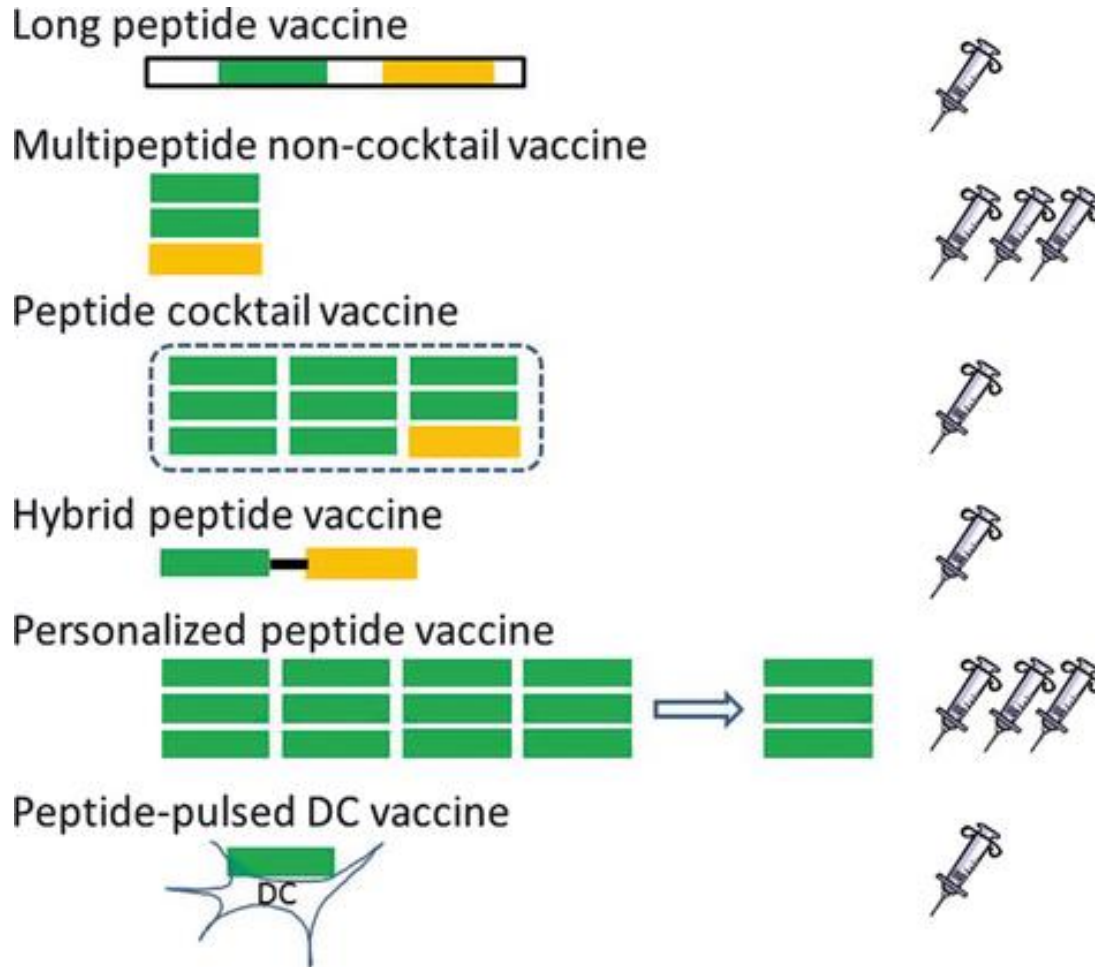 Long peptide vaccine
Multipeptide non-cocktail vaccine
Peptide cocktail vaccine
Hybrid peptide vaccine
Personalized peptide vaccine
Peptide-pulsed DC vaccine
DC